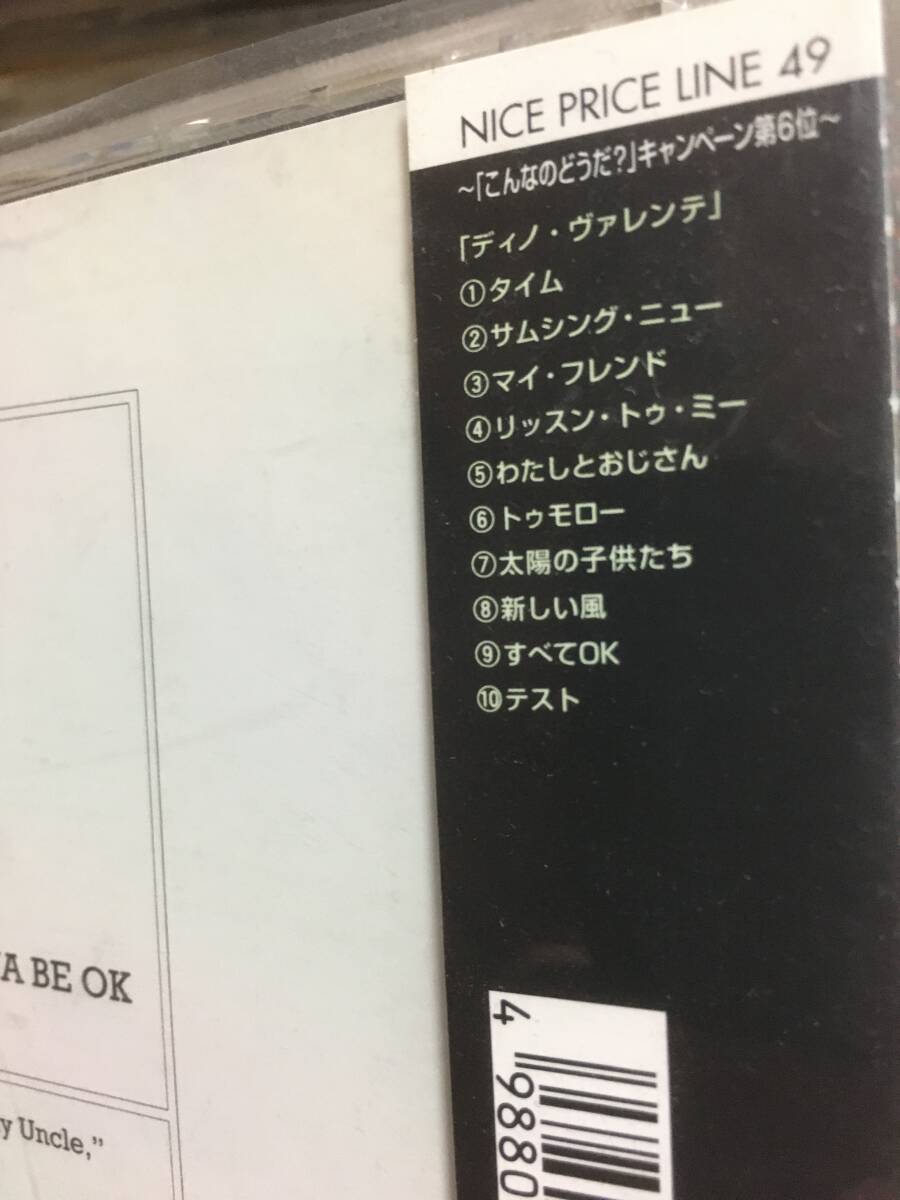 NICE PRICE LINE 49
～「こんなのどうだ?」キャンペーン第6位～
「ディノ・ヴァレンテ」
①タイム
②サムシング・ニュー
③マイ・フレンド
④リッスン・トゥ・ミー
⑤わたしとおじさん
⑥トゥモロー
⑦太陽の子供たち
⑧新しい風
⑨すべてOK
⑩テスト
A BE OK
y Uncle,”
4 9880